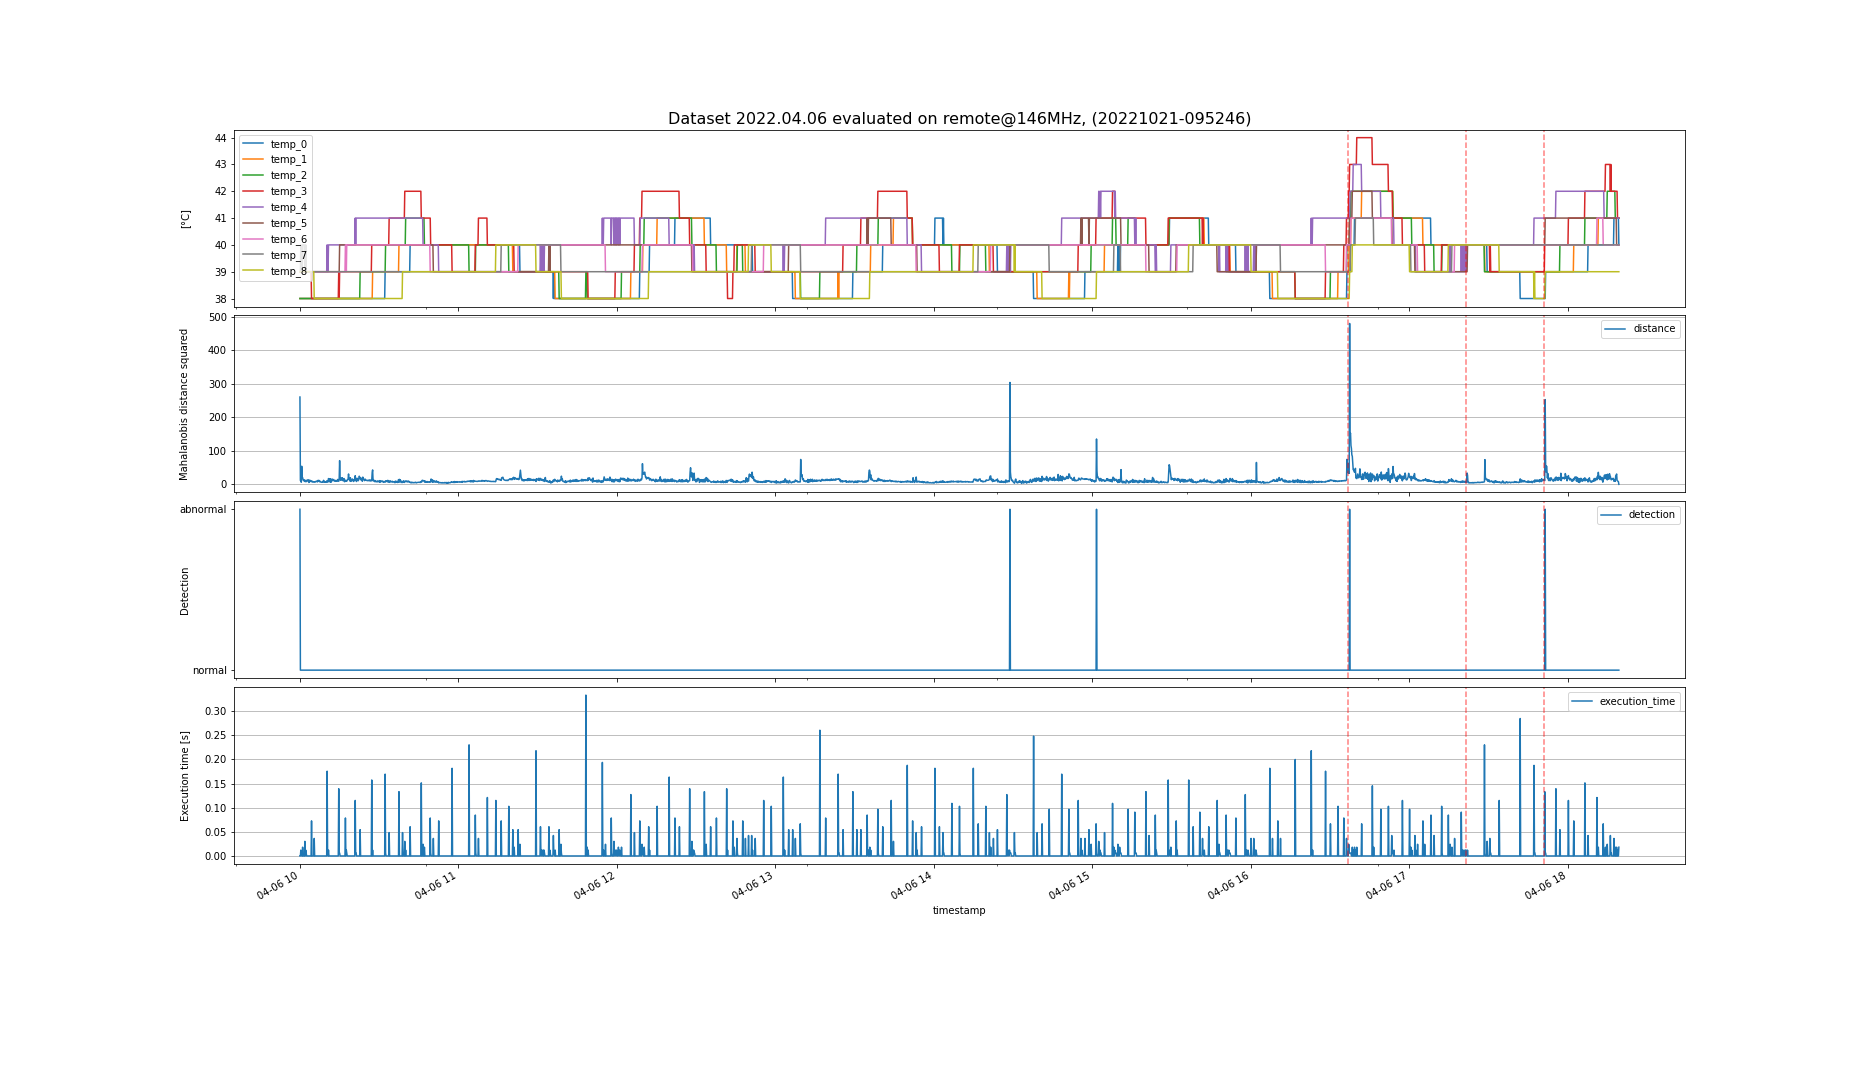 Dataset 2022.04.06 evaluated on remote@146MHz, (20221021-095246)
44
43
42
41
40
39
38
[°C]
temp_0
temp_1
temp_2
temp_3
temp_4
temp_5
temp_6
temp_7
temp_8
500
400
300
200
100
0
Mahalanobis distance squared
distance
abnormal
normal
Detection
detection
0.30
0.25
0.20
0.15
0.10
0.05
0.00
Execution time [s]
execution_time
04-06 10
04-06 11
04-06 12
04-06 13
04-06 14
04-06 15
04-06 16
04-06 17
04-06 18
timestamp